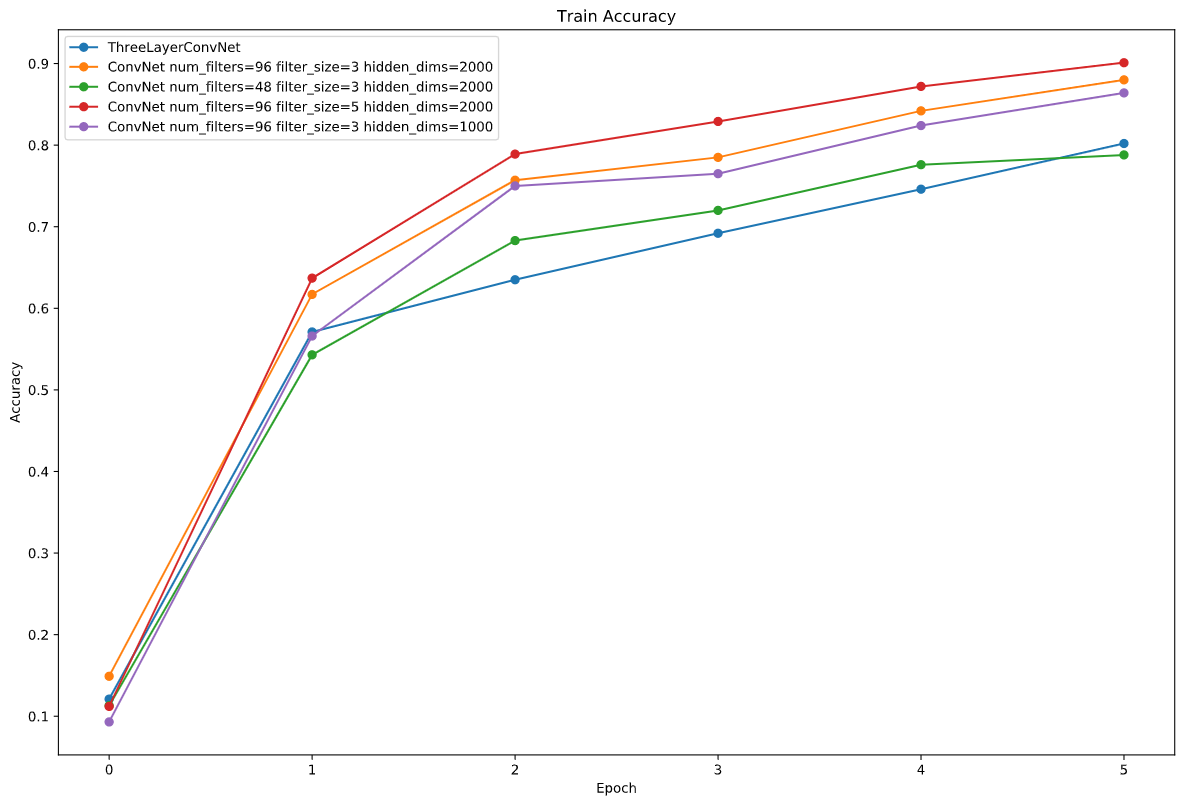 Train Accuracy
ThreeLayerConvNet
ConvNet num_filters=96 filter_size=3 hidden_dims=2000
ConvNet num_filters=48 filter_size=3 hidden_dims=2000
ConvNet num_filters=96 filter_size=5 hidden_dims=2000
ConvNet num_filters=96 filter_size=3 hidden_dims=1000
0.9
0.8
0.7
0.6
0.5
0.4
0.3
0.2
0.1
Accuracy
0 1 2 3 4 5
Epoch